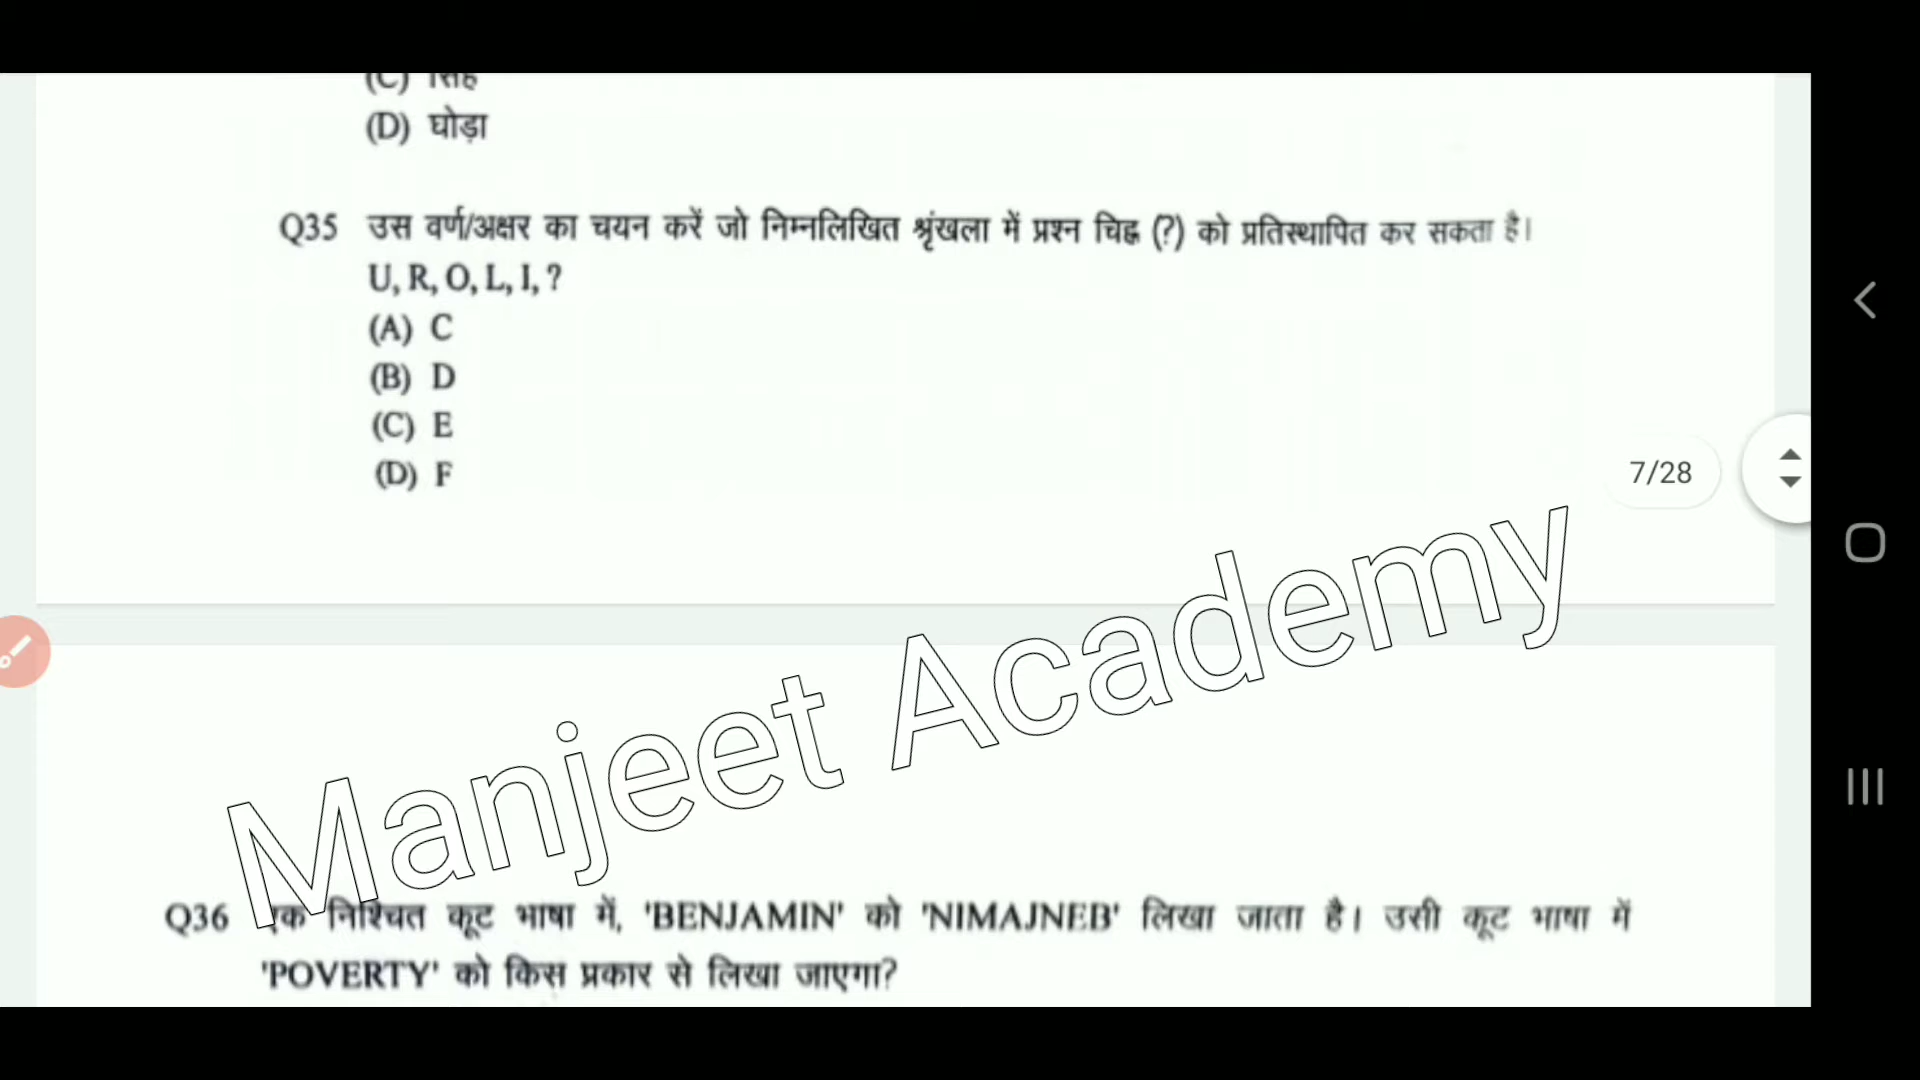 (C) सिंह
(D) घोड़ा
Q35 उस वर्ण/अक्षर का चयन करें जो निम्नलिखित श्रृंखला में प्रश्न चिह्न (?) को प्रतिस्थापित कर सकता है।
U, R, O, L, I, ?
(A) C
(B) D
(C) E
(D) F
7/28
Manjeet Academy
Q36 एक निश्चित कूट भाषा में, 'BENJAMIN' को 'NIMAJNEB' लिखा जाता है। उसी कूट भाषा में
'POVERTY' को किस प्रकार से लिखा जाएगा?